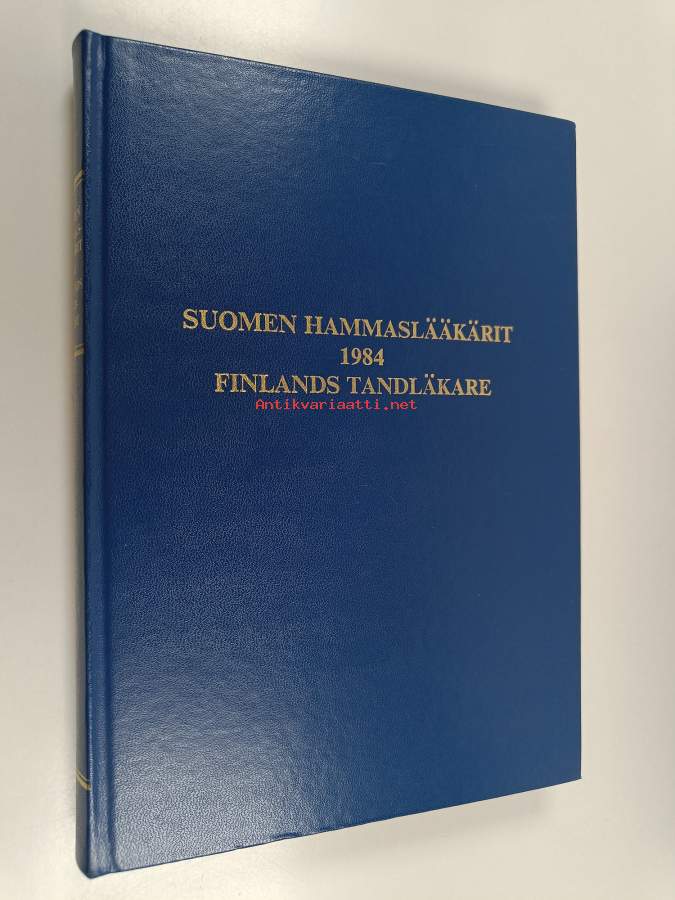 SUOMEN HAMMASLÄÄKÄRIT
1984
FINLANDS TANDLÄKARE
Antikvariaatti.net